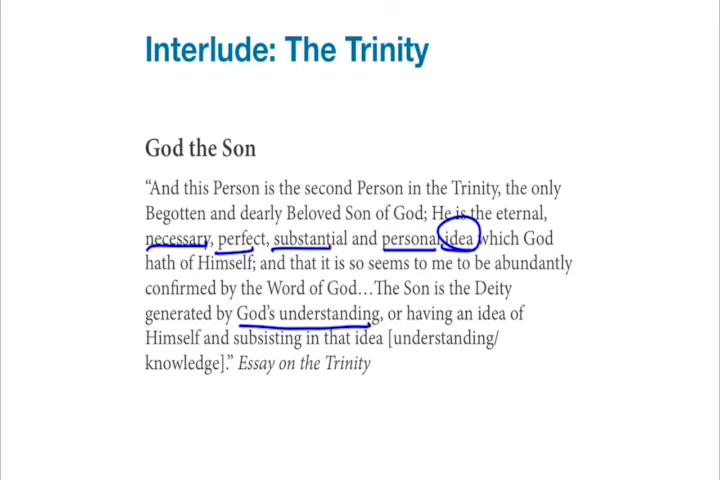 Interlude: The Trinity
God the Son
“And this Person is the second Person in the Trinity, the only
Begotten and dearly Beloved Son of God; He is the eternal,
necessary, perfect, substantial and personal idea which God
hath of Himself; and that it is so seems to me to be abundantly
confirmed by the Word of God…The Son is the Deity
generated by God’s understanding, or having an idea of
Himself and subsisting in that idea [understanding/
knowledge].” Essay on the Trinity